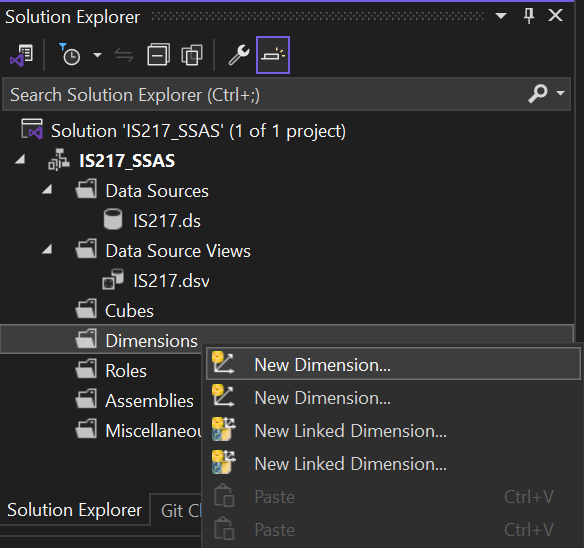 Solution Explorer
Search Solution Explorer (Ctrl+;)
Solution 'IS217_SSAS' (1 of 1 project)
IS217_SSAS
Data Sources
IS217.ds
Data Source Views
IS217.dsv
Cubes
Dimensions
Roles
New Dimension...
Assemblies
New Dimension...
Miscellaneou
New Linked Dimension...
New Linked Dimension...
Paste Ctrl+V
Solution Explorer Git C
Paste Ctrl+V